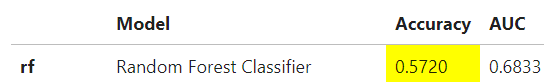 Model Accuracy AUC
rf Random Forest Classifier 0.5720 0.6833